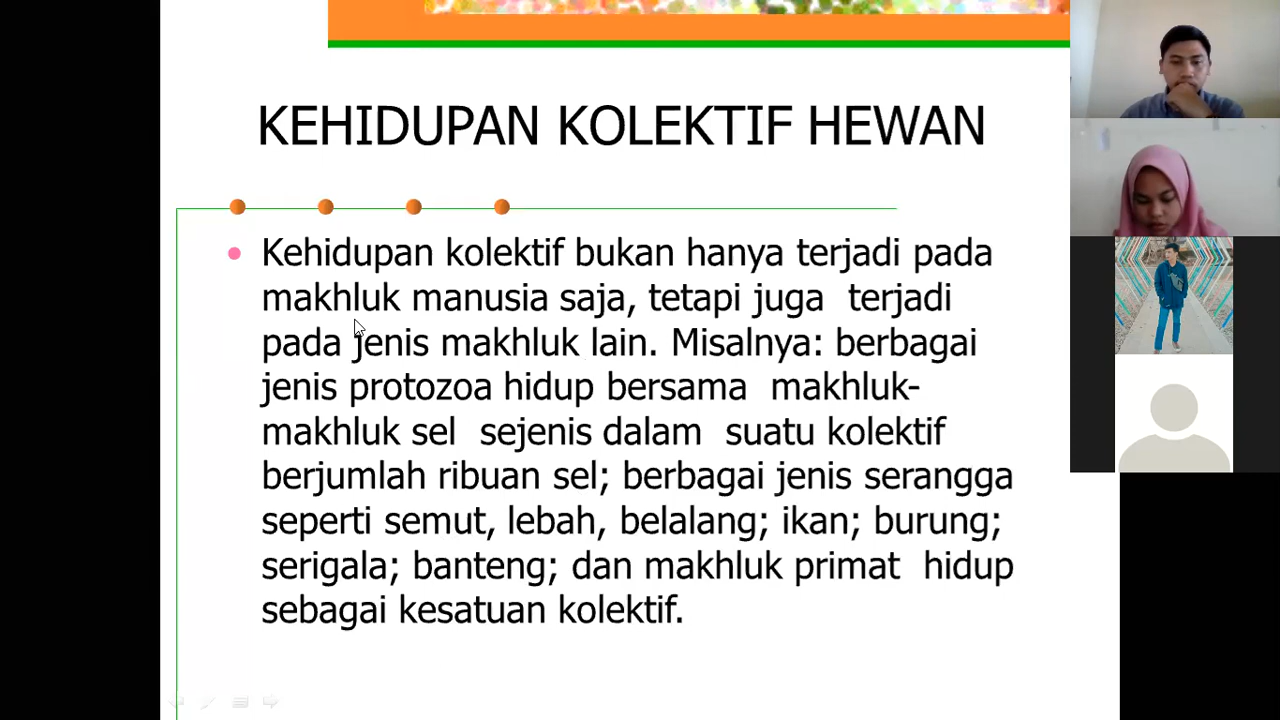 KEHIDUPAN KOLEKTIF HEWAN
Kehidupan kolektif bukan hanya terjadi pada
makhluk manusia saja, tetapi juga terjadi
pada jenis makhluk lain. Misalnya: berbagai
jenis protozoa hidup bersama makhluk-
makhluk sel sejenis dalam suatu kolektif
berjumlah ribuan sel; berbagai jenis serangga
seperti semut, lebah, belalang; ikan; burung;
serigala; banteng; dan makhluk primat hidup
sebagai kesatuan kolektif.